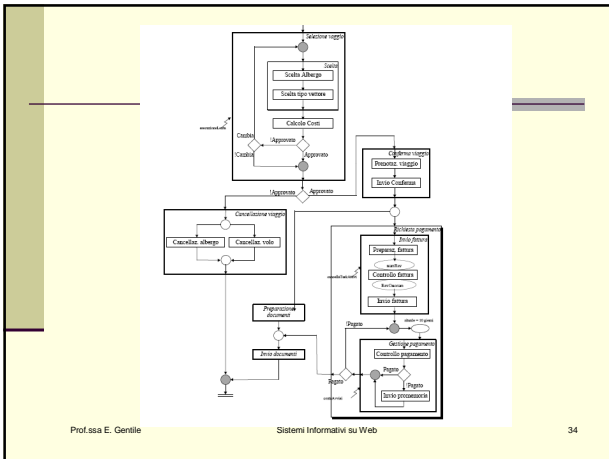 Selezione viaggio
Scelta
Scelta Albergo
Scelta tipo vettore
Calcolo Costi
Cambia
!Approvato
!Cambia
Approvato
!Approvato
Approvato
Conferma viaggio
Prenotaz. viaggio
Invio Conferma
Cancellazione viaggio
Cancellaz. albergo
Cancellaz. volo
Richiesta pagamento
Invio fattura
Preparaz. fattura
Controllo fattura
Invio fattura
Preparazione
documenti
Invio documenti
!Pagato
Pagato
Gestione pagamento
Controllo pagamento
Pagato
!Pagato
Invio promemoria
Prof.ssa E. Gentile
Sistemi Informativi su Web
34